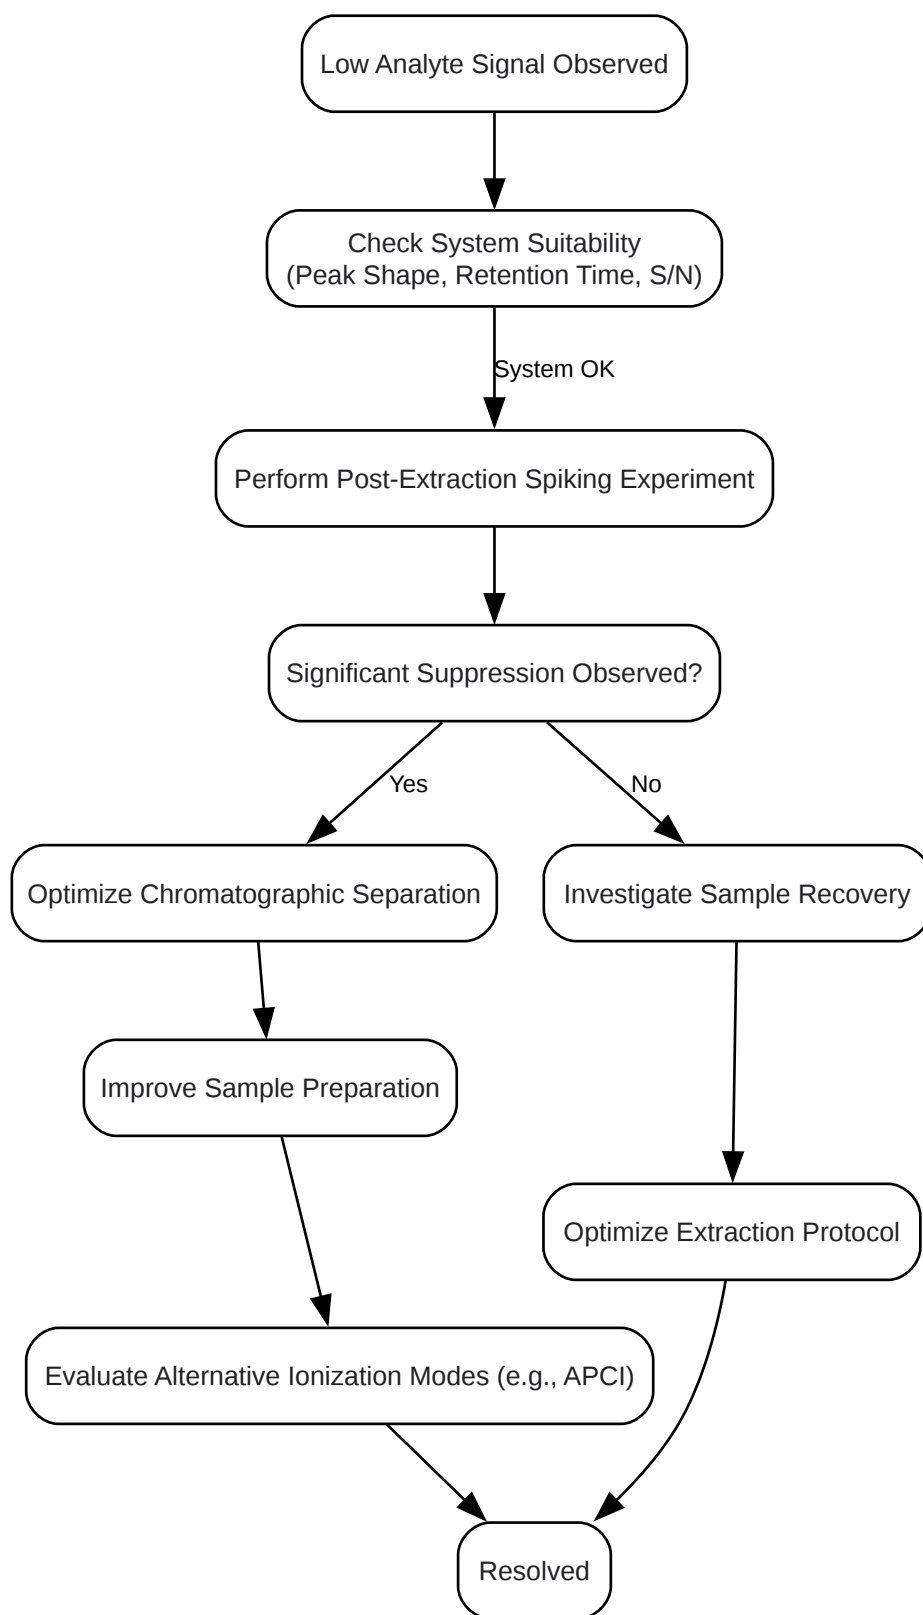 Low Analyte Signal Observed
Check System Suitability
(Peak Shape, Retention Time, S/N)
System OK
Perform Post-Extraction Spiking Experiment
Significant Suppression Observed?
Yes
No
Optimize Chromatographic Separation
Investigate Sample Recovery
Improve Sample Preparation
Optimize Extraction Protocol
Evaluate Alternative Ionization Modes (e.g., APCI)
Resolved